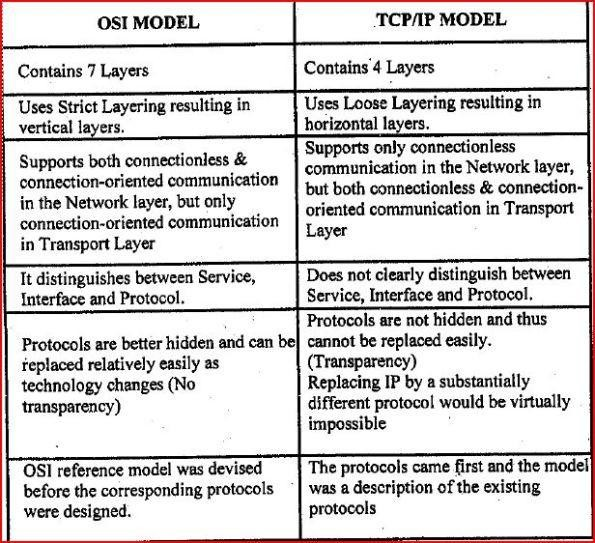 OSI MODEL
TCP/IP MODEL
Contains 7 Layers
Contains 4 Layers
Uses Strict Layering resulting in
vertical layers.
Uses Loose Layering resulting in
horizontal layers.
Supports both connectionless &
connection-oriented communication
in the Network layer, but only
connection-oriented communication
in Transport Layer
Supports only connectionless
communication in the Network layer,
but both connectionless & connection-
oriented communication in Transport
Layer
It distinguishes between Service,
Interface and Protocol.
Does not clearly distinguish between
Service, Interface and Protocol.
Protocols are better hidden and can be
replaced relatively easily as
technology changes (No
transparency)
Protocols are not hidden and thus
cannot be replaced easily.
(Transparency)
Replacing IP by a substantially
different protocol would be virtually
impossible
OSI reference model was devised
before the corresponding protocols
were designed.
The protocols came first and the model
was a description of the existing
protocols